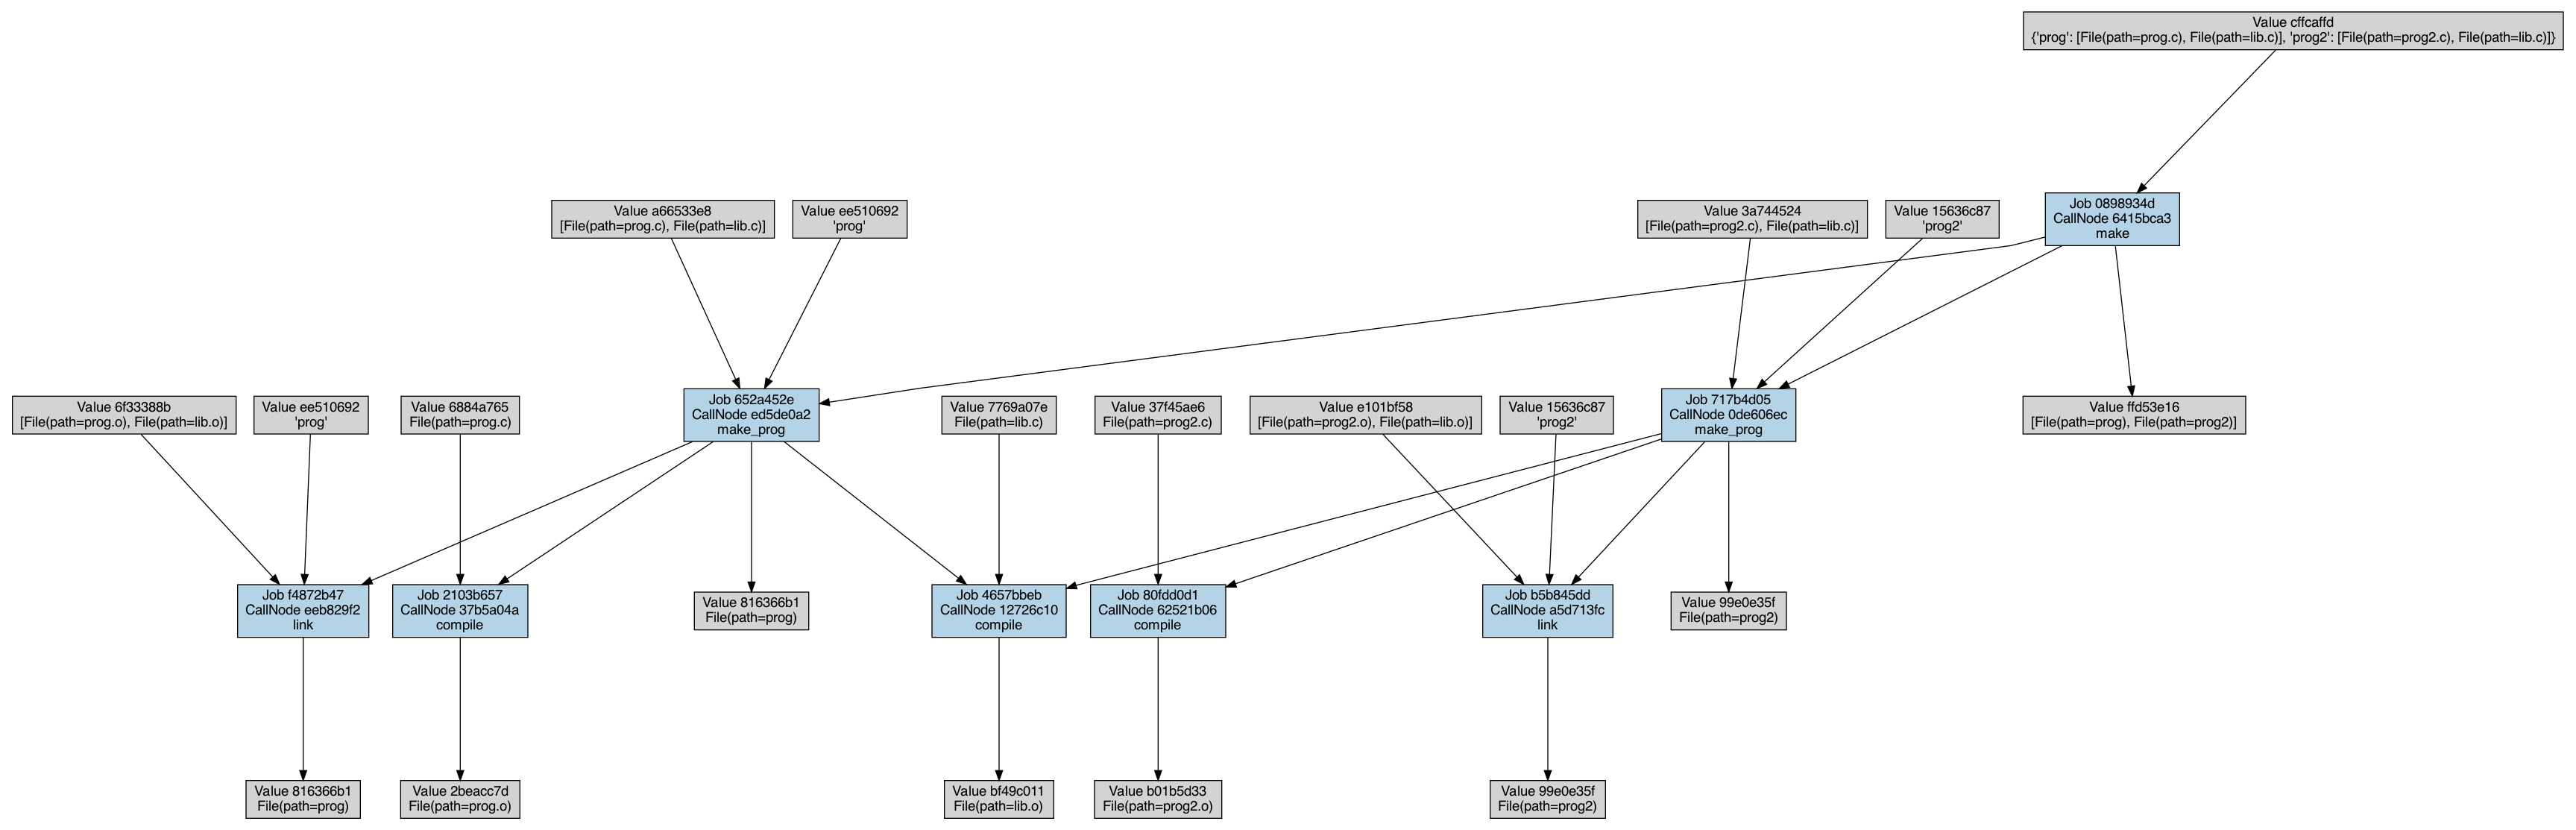 Value cffcaffd
{'prog': [File(path=prog.c), File(path=lib.c)], 'prog2': [File(path=prog2.c), File(path=lib.c)]}
Value a66533e8
[File(path=prog.c), File(path=lib.c)]
Value ee510692
'prog'
Value 3a744524
[File(path=prog2.c), File(path=lib.c)]
Value 15636c87
'prog2'
Job 0898934d
CallNode 6415bca3
make
Value 6f33388b
[File(path=prog.o), File(path=lib.o)]
Value ee510692
'prog'
Value 6884a765
File(path=prog.c)
Job 652a452e
CallNode ed5de0a2
make_prog
Value 7769a07e
File(path=lib.c)
Value 37f45ae6
File(path=prog2.c)
Value e101bf58
[File(path=prog2.o), File(path=lib.o)]
Value 15636c87
'prog2'
Job 717b4d05
CallNode 0de606ec
make_prog
Value ffd53e16
[File(path=prog), File(path=prog2)]
Job f4872b47
CallNode eeb829f2
link
Job 2103b657
CallNode 37b5a04a
compile
Value 816366b1
File(path=prog)
Job 4657bbeb
CallNode 12726c10
compile
Job 80fdd0d1
CallNode 62521b06
compile
Job b5b845dd
CallNode a5d713fc
link
Value 99e0e35f
File(path=prog2)
Value 816366b1
File(path=prog)
Value 2beacc7d
File(path=prog.o)
Value bf49c011
File(path=lib.o)
Value b01b5d33
File(path=prog2.o)
Value 99e0e35f
File(path=prog2)